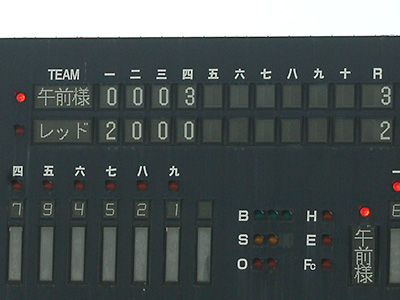 TEAM 一 二 三 四 五 六 七 八 九 十 R
午前様 0 0 0 3 3
レッド 2 0 0 0 2
四 五 六 七 八 九 一
7 9 4 5 2 1
B H
S E
O Fc
午前様